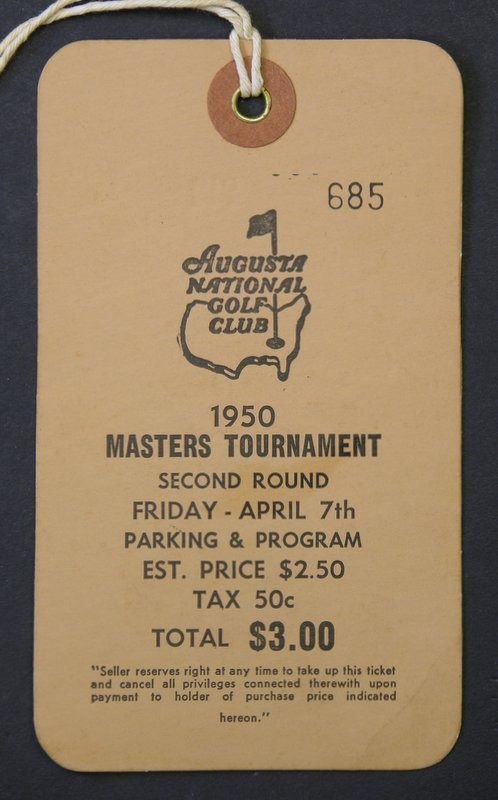 685
Augusta
NATIONAL
GOLF
CLUB
1950
MASTERS TOURNAMENT
SECOND ROUND
FRIDAY - APRIL 7th
PARKING & PROGRAM
EST. PRICE $2.50
TAX 50c
TOTAL $3.00
"Seller reserves right at any time to take up this ticket
and cancel all privileges connected therewith upon
payment to holder of purchase price indicated
hereon."